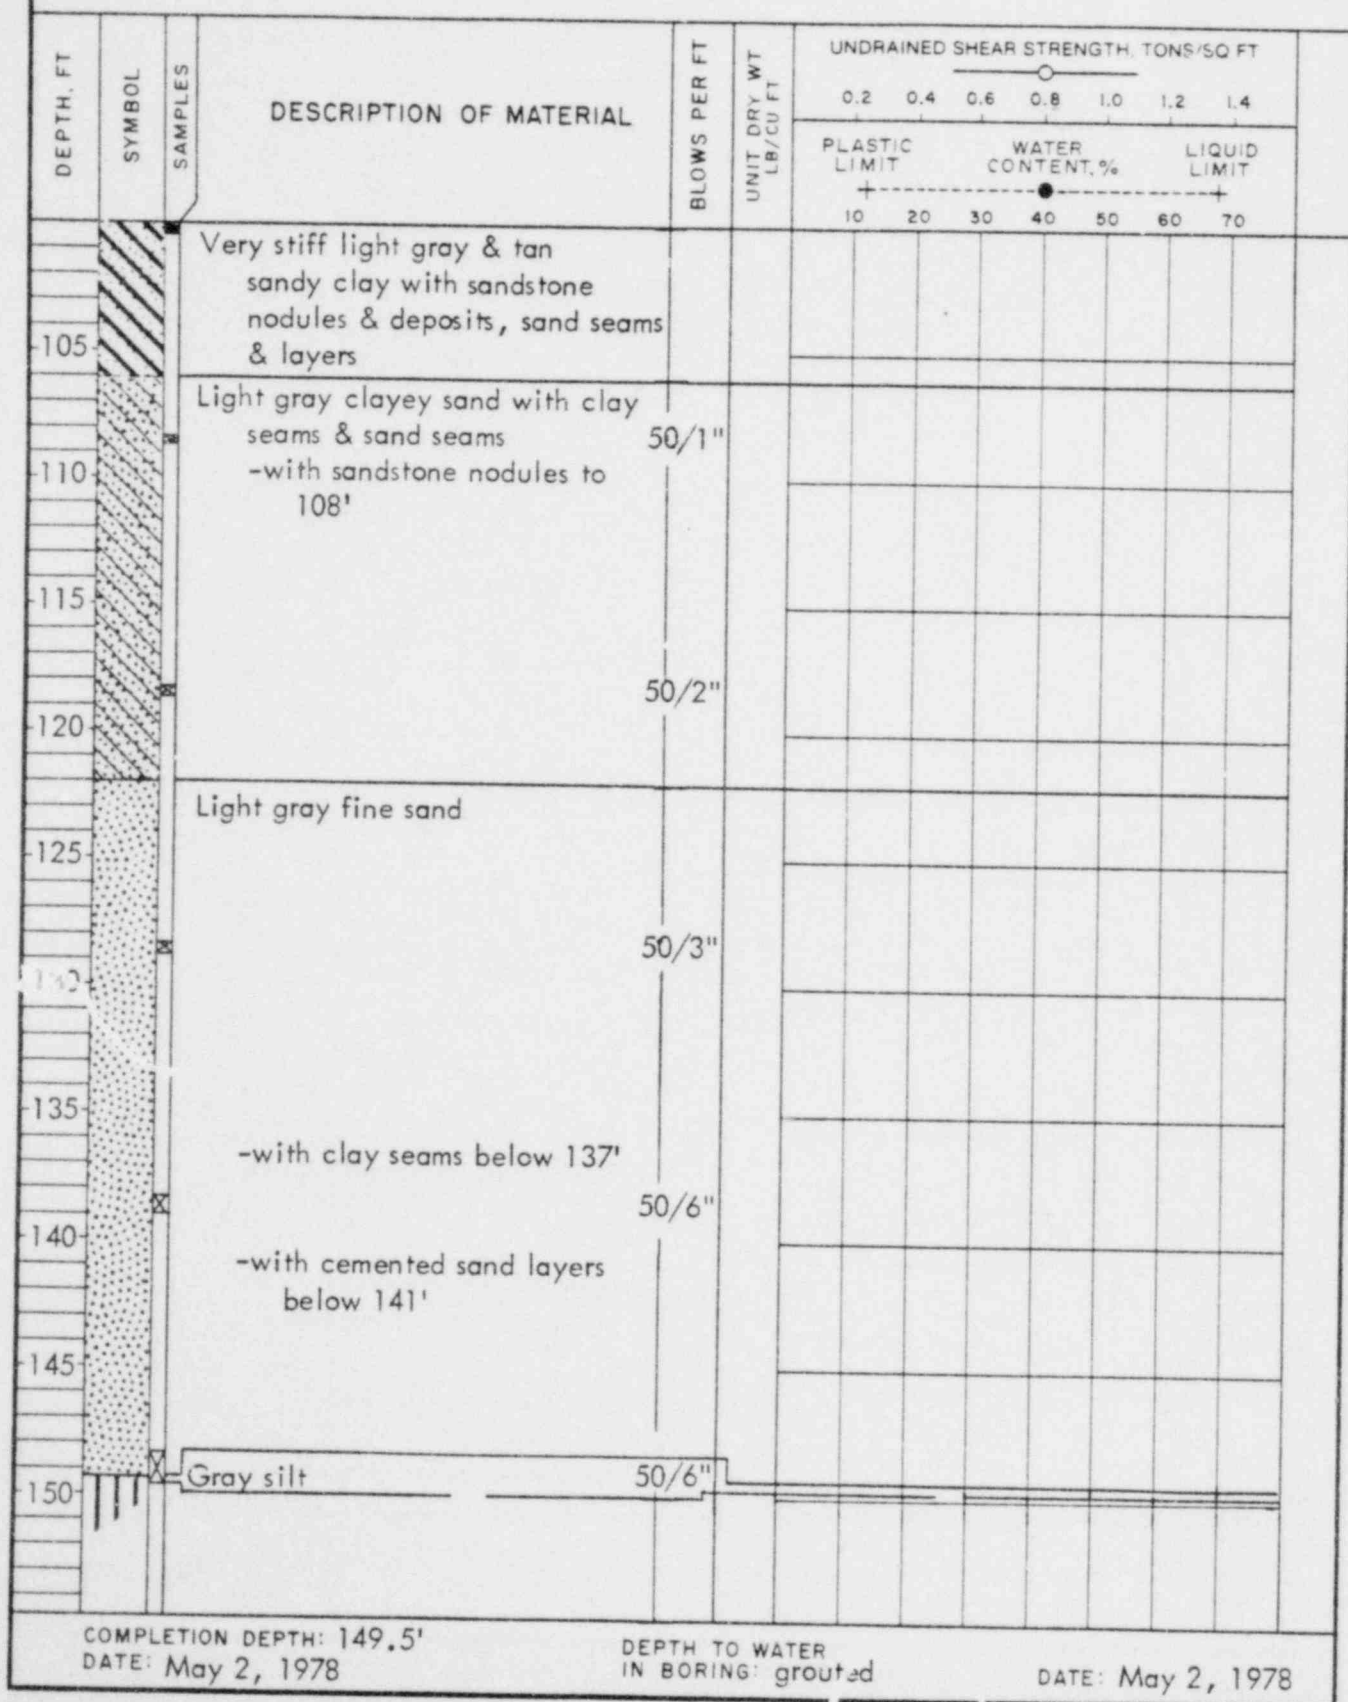 DEPTH, FT
SYMBOL
SAMPLES
DESCRIPTION OF MATERIAL
BLOWS PER FT
UNIT DRY WT
LB/CU FT
UNDRAINED SHEAR STRENGTH, TONS/SQ FT
0.2 0.4 0.6 0.8 1.0 1.2 1.4
PLASTIC
LIMIT
WATER
CONTENT, %
LIQUID
LIMIT
10 20 30 40 50 60 70
Very stiff light gray & tan
sandy clay with sandstone
nodules & deposits, sand seams
& layers
105
Light gray clayey sand with clay
seams & sand seams 50/1"
-with sandstone nodules to
108'
110
115
50/2"
120
Light gray fine sand
125
50/3"
130
135
-with clay seams below 137'
50/6"
140
-with cemented sand layers
below 141'
145
Gray silt 50/6"
150
COMPLETION DEPTH: 149.5'
DATE: May 2, 1978
DEPTH TO WATER
IN BORING: grouted
DATE: May 2, 1978